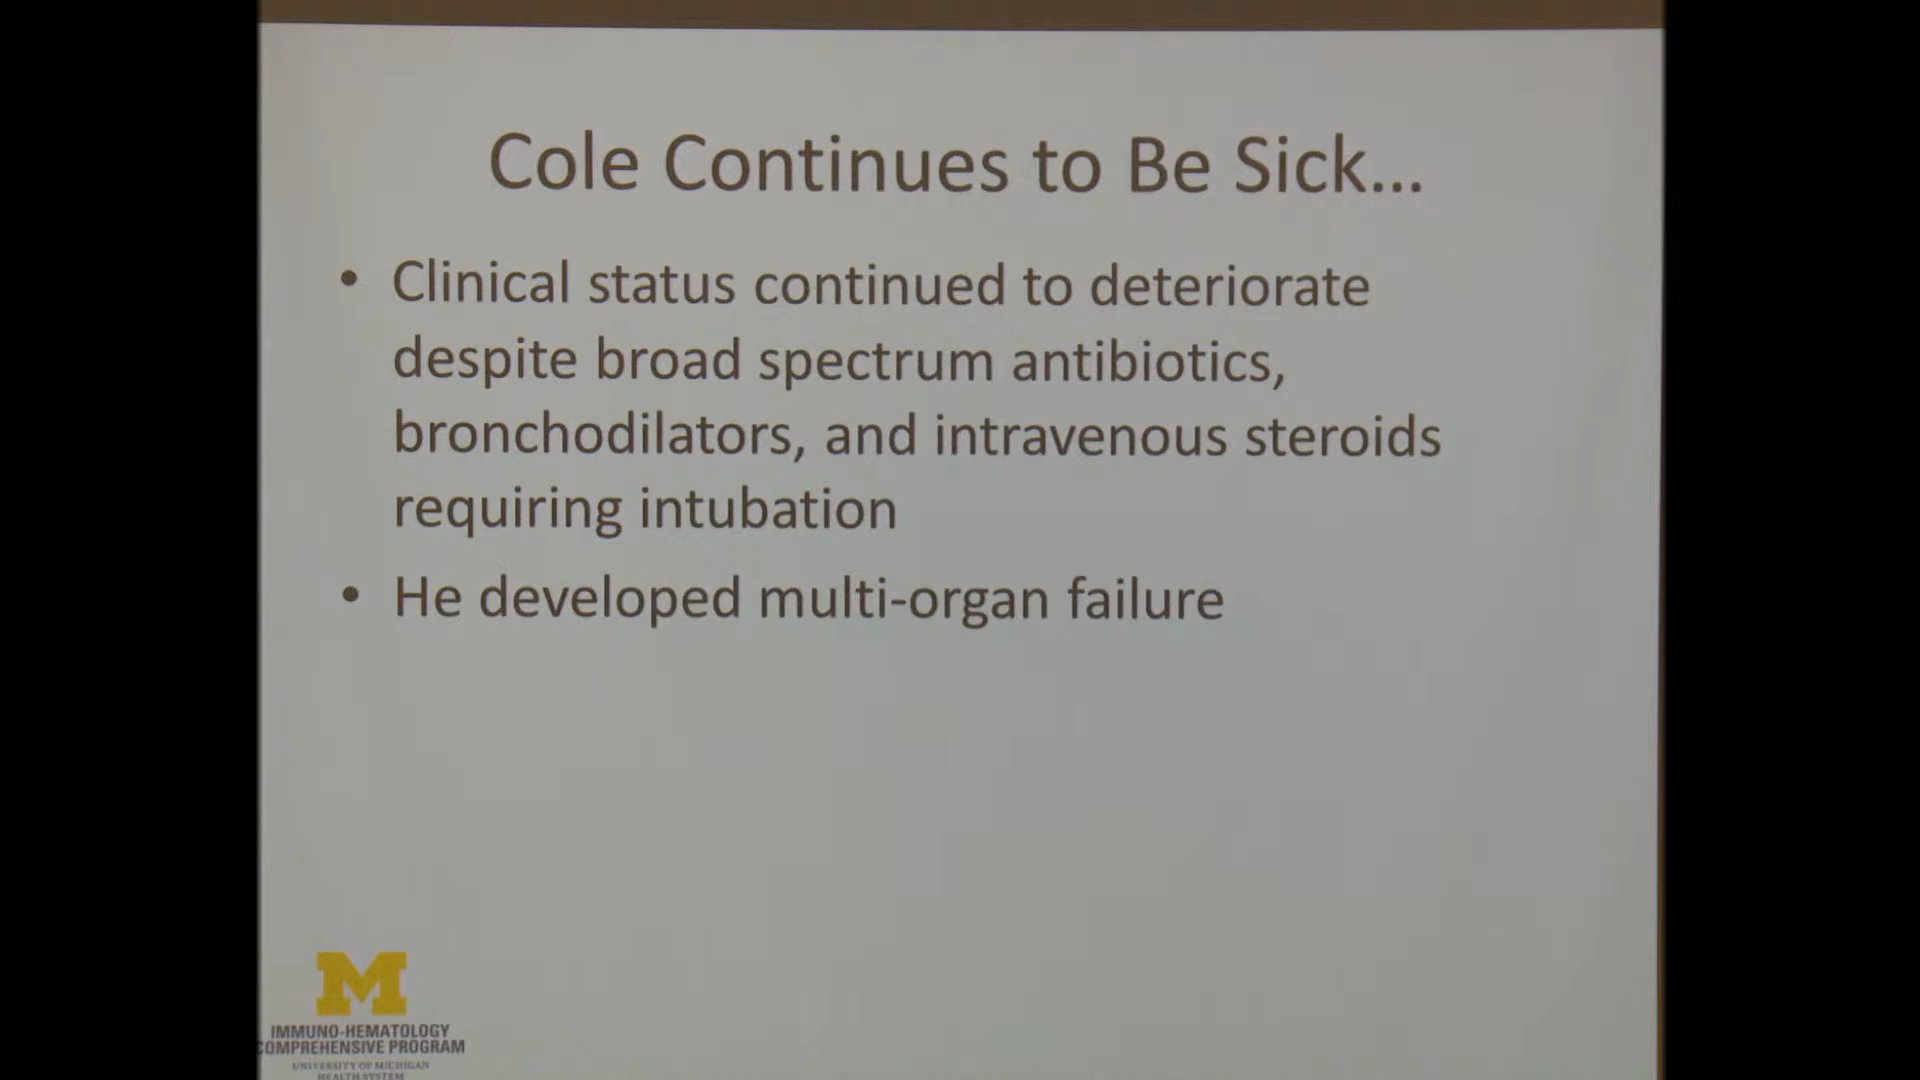 Cole Continues to Be Sick...
• Clinical status continued to deteriorate
despite broad spectrum antibiotics,
bronchodilators, and intravenous steroids
requiring intubation
• He developed multi-organ failure
M
IMMUNO-HEMATOLOGY
COMPREHENSIVE PROGRAM
UNIVERSITY OF MICHIGAN
HEALTH SYSTEM